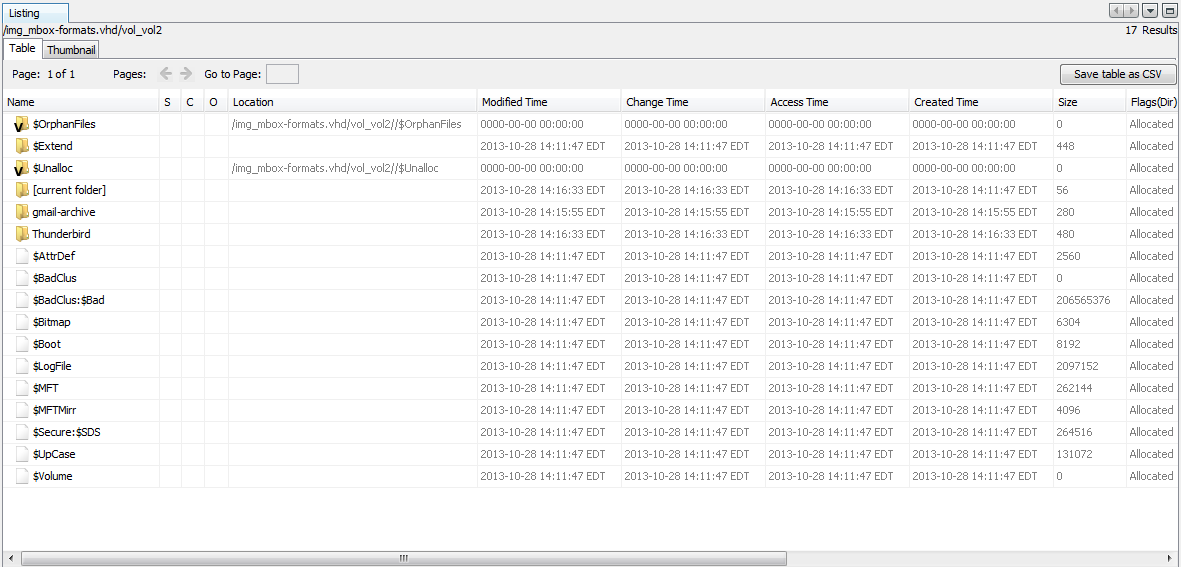 Listing
/img_mbox-formats.vhd/vol_vol2 17 Results
Table Thumbnail
Page: 1 of 1 Pages: Go to Page: Save table as CSV
Name S C O Location Modified Time Change Time Access Time Created Time Size Flags(Dir)
$OrphanFiles /img_mbox-formats.vhd/vol_vol2//$OrphanFiles 0000-00-00 00:00:00 0000-00-00 00:00:00 0000-00-00 00:00:00 0000-00-00 00:00:00 0 Allocated
$Extend 2013-10-28 14:11:47 EDT 2013-10-28 14:11:47 EDT 2013-10-28 14:11:47 EDT 2013-10-28 14:11:47 EDT 448 Allocated
$Unalloc /img_mbox-formats.vhd/vol_vol2//$Unalloc 0000-00-00 00:00:00 0000-00-00 00:00:00 0000-00-00 00:00:00 0000-00-00 00:00:00 0 Allocated
[current folder] 2013-10-28 14:16:33 EDT 2013-10-28 14:16:33 EDT 2013-10-28 14:16:33 EDT 2013-10-28 14:11:47 EDT 56 Allocated
gmail-archive 2013-10-28 14:15:55 EDT 2013-10-28 14:15:55 EDT 2013-10-28 14:15:55 EDT 2013-10-28 14:15:55 EDT 280 Allocated
Thunderbird 2013-10-28 14:16:33 EDT 2013-10-28 14:16:33 EDT 2013-10-28 14:16:33 EDT 2013-10-28 14:16:33 EDT 480 Allocated
$AttrDef 2013-10-28 14:11:47 EDT 2013-10-28 14:11:47 EDT 2013-10-28 14:11:47 EDT 2013-10-28 14:11:47 EDT 2560 Allocated
$BadClus 2013-10-28 14:11:47 EDT 2013-10-28 14:11:47 EDT 2013-10-28 14:11:47 EDT 2013-10-28 14:11:47 EDT 0 Allocated
$BadClus:$Bad 2013-10-28 14:11:47 EDT 2013-10-28 14:11:47 EDT 2013-10-28 14:11:47 EDT 2013-10-28 14:11:47 EDT 206565376 Allocated
$Bitmap 2013-10-28 14:11:47 EDT 2013-10-28 14:11:47 EDT 2013-10-28 14:11:47 EDT 2013-10-28 14:11:47 EDT 6304 Allocated
$Boot 2013-10-28 14:11:47 EDT 2013-10-28 14:11:47 EDT 2013-10-28 14:11:47 EDT 2013-10-28 14:11:47 EDT 8192 Allocated
$LogFile 2013-10-28 14:11:47 EDT 2013-10-28 14:11:47 EDT 2013-10-28 14:11:47 EDT 2013-10-28 14:11:47 EDT 2097152 Allocated
$MFT 2013-10-28 14:11:47 EDT 2013-10-28 14:11:47 EDT 2013-10-28 14:11:47 EDT 2013-10-28 14:11:47 EDT 262144 Allocated
$MFTMirr 2013-10-28 14:11:47 EDT 2013-10-28 14:11:47 EDT 2013-10-28 14:11:47 EDT 2013-10-28 14:11:47 EDT 4096 Allocated
$Secure:$SDS 2013-10-28 14:11:47 EDT 2013-10-28 14:11:47 EDT 2013-10-28 14:11:47 EDT 2013-10-28 14:11:47 EDT 264516 Allocated
$UpCase 2013-10-28 14:11:47 EDT 2013-10-28 14:11:47 EDT 2013-10-28 14:11:47 EDT 2013-10-28 14:11:47 EDT 131072 Allocated
$Volume 2013-10-28 14:11:47 EDT 2013-10-28 14:11:47 EDT 2013-10-28 14:11:47 EDT 2013-10-28 14:11:47 EDT 0 Allocated